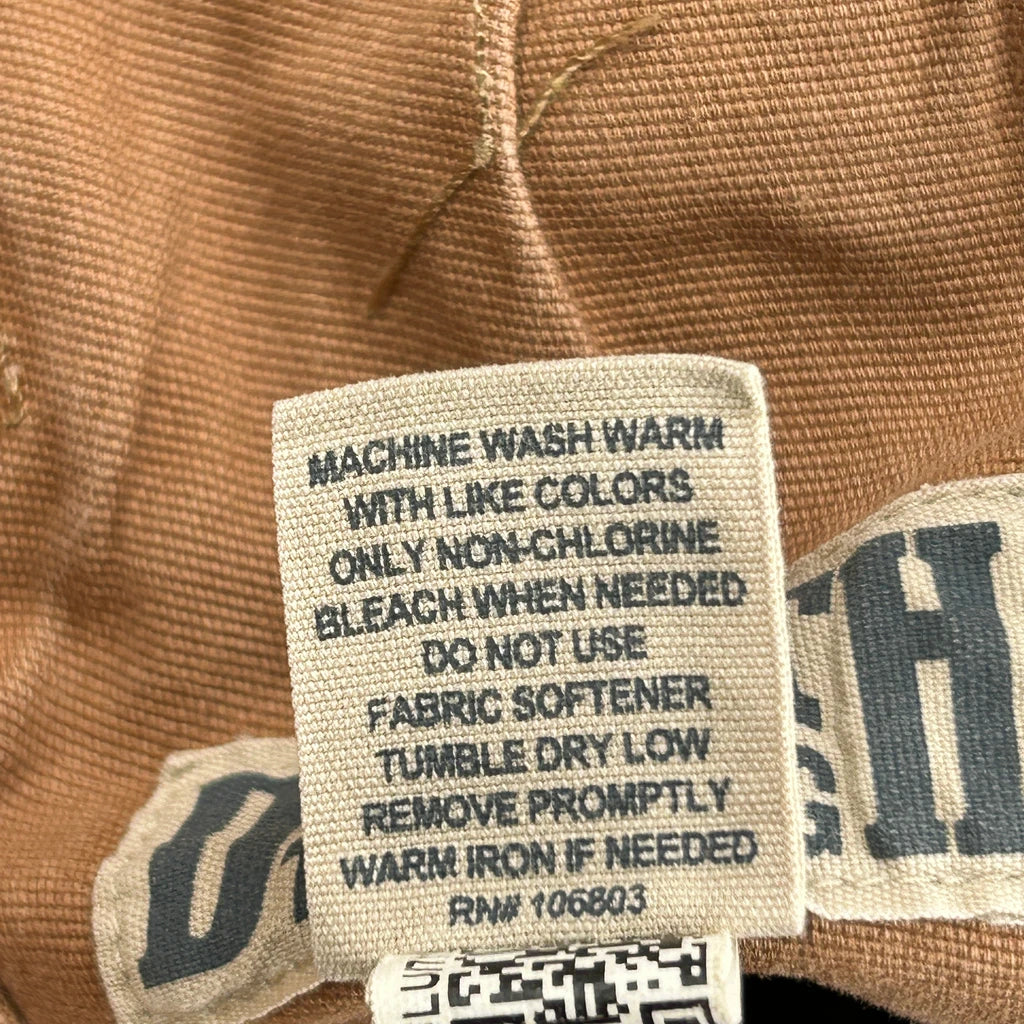 MACHINE WASH WARM
WITH LIKE COLORS
ONLY NON-CHLORINE
BLEACH WHEN NEEDED
DO NOT USE
FABRIC SOFTENER
TUMBLE DRY LOW
REMOVE PROMPTLY
WARM IRON IF NEEDED
RN# 106803